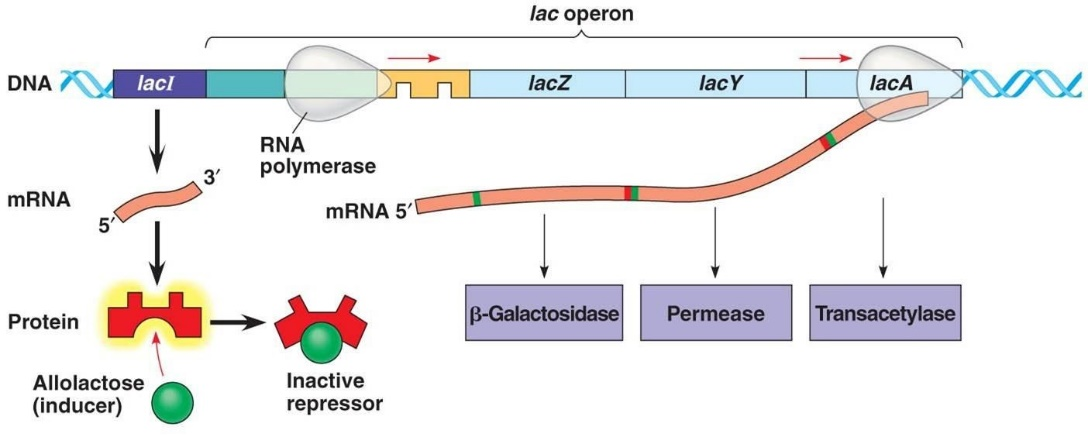 lac operon
DNA
lacI
lacZ
lacY
lacA
RNA
polymerase
mRNA
3′
5′
mRNA 5′
Protein
β-Galactosidase
Permease
Transacetylase
Allolactose
(inducer)
Inactive
repressor